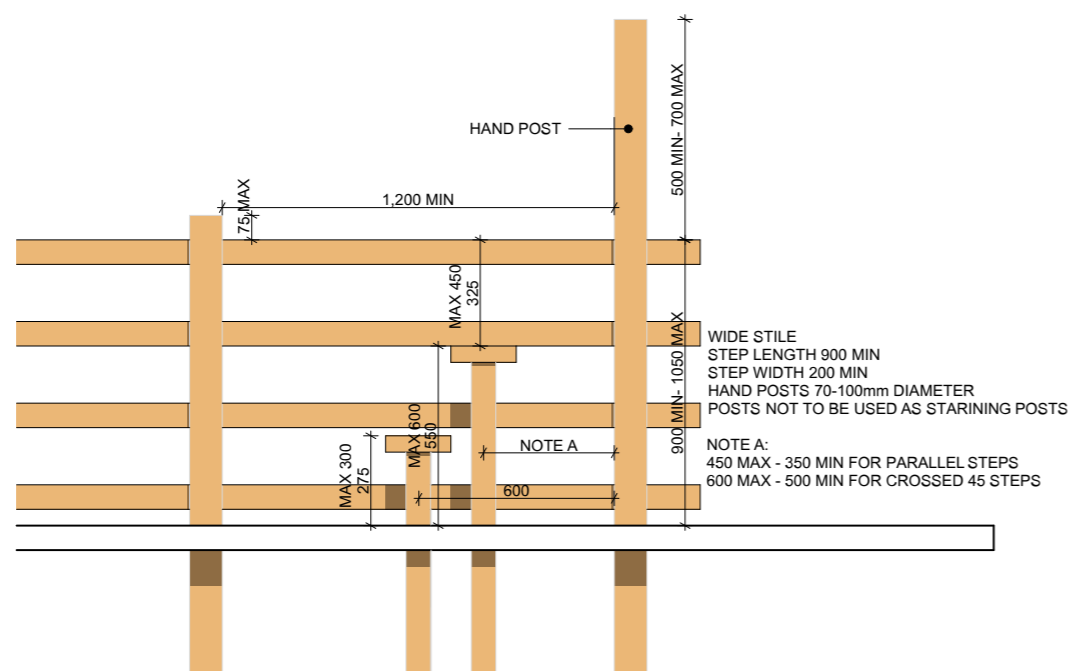 HAND POST
500 MIN- 700 MAX
75 MAX
1,200 MIN
MAX 450
325
900 MIN- 1050 MAX
WIDE STILE
STEP LENGTH 900 MIN
STEP WIDTH 200 MIN
HAND POSTS 70-100mm DIAMETER
POSTS NOT TO BE USED AS STARINING POSTS
NOTE A:
450 MAX - 350 MIN FOR PARALLEL STEPS
600 MAX - 500 MIN FOR CROSSED 45 STEPS
MAX 600
550
NOTE A
MAX 300
275
600